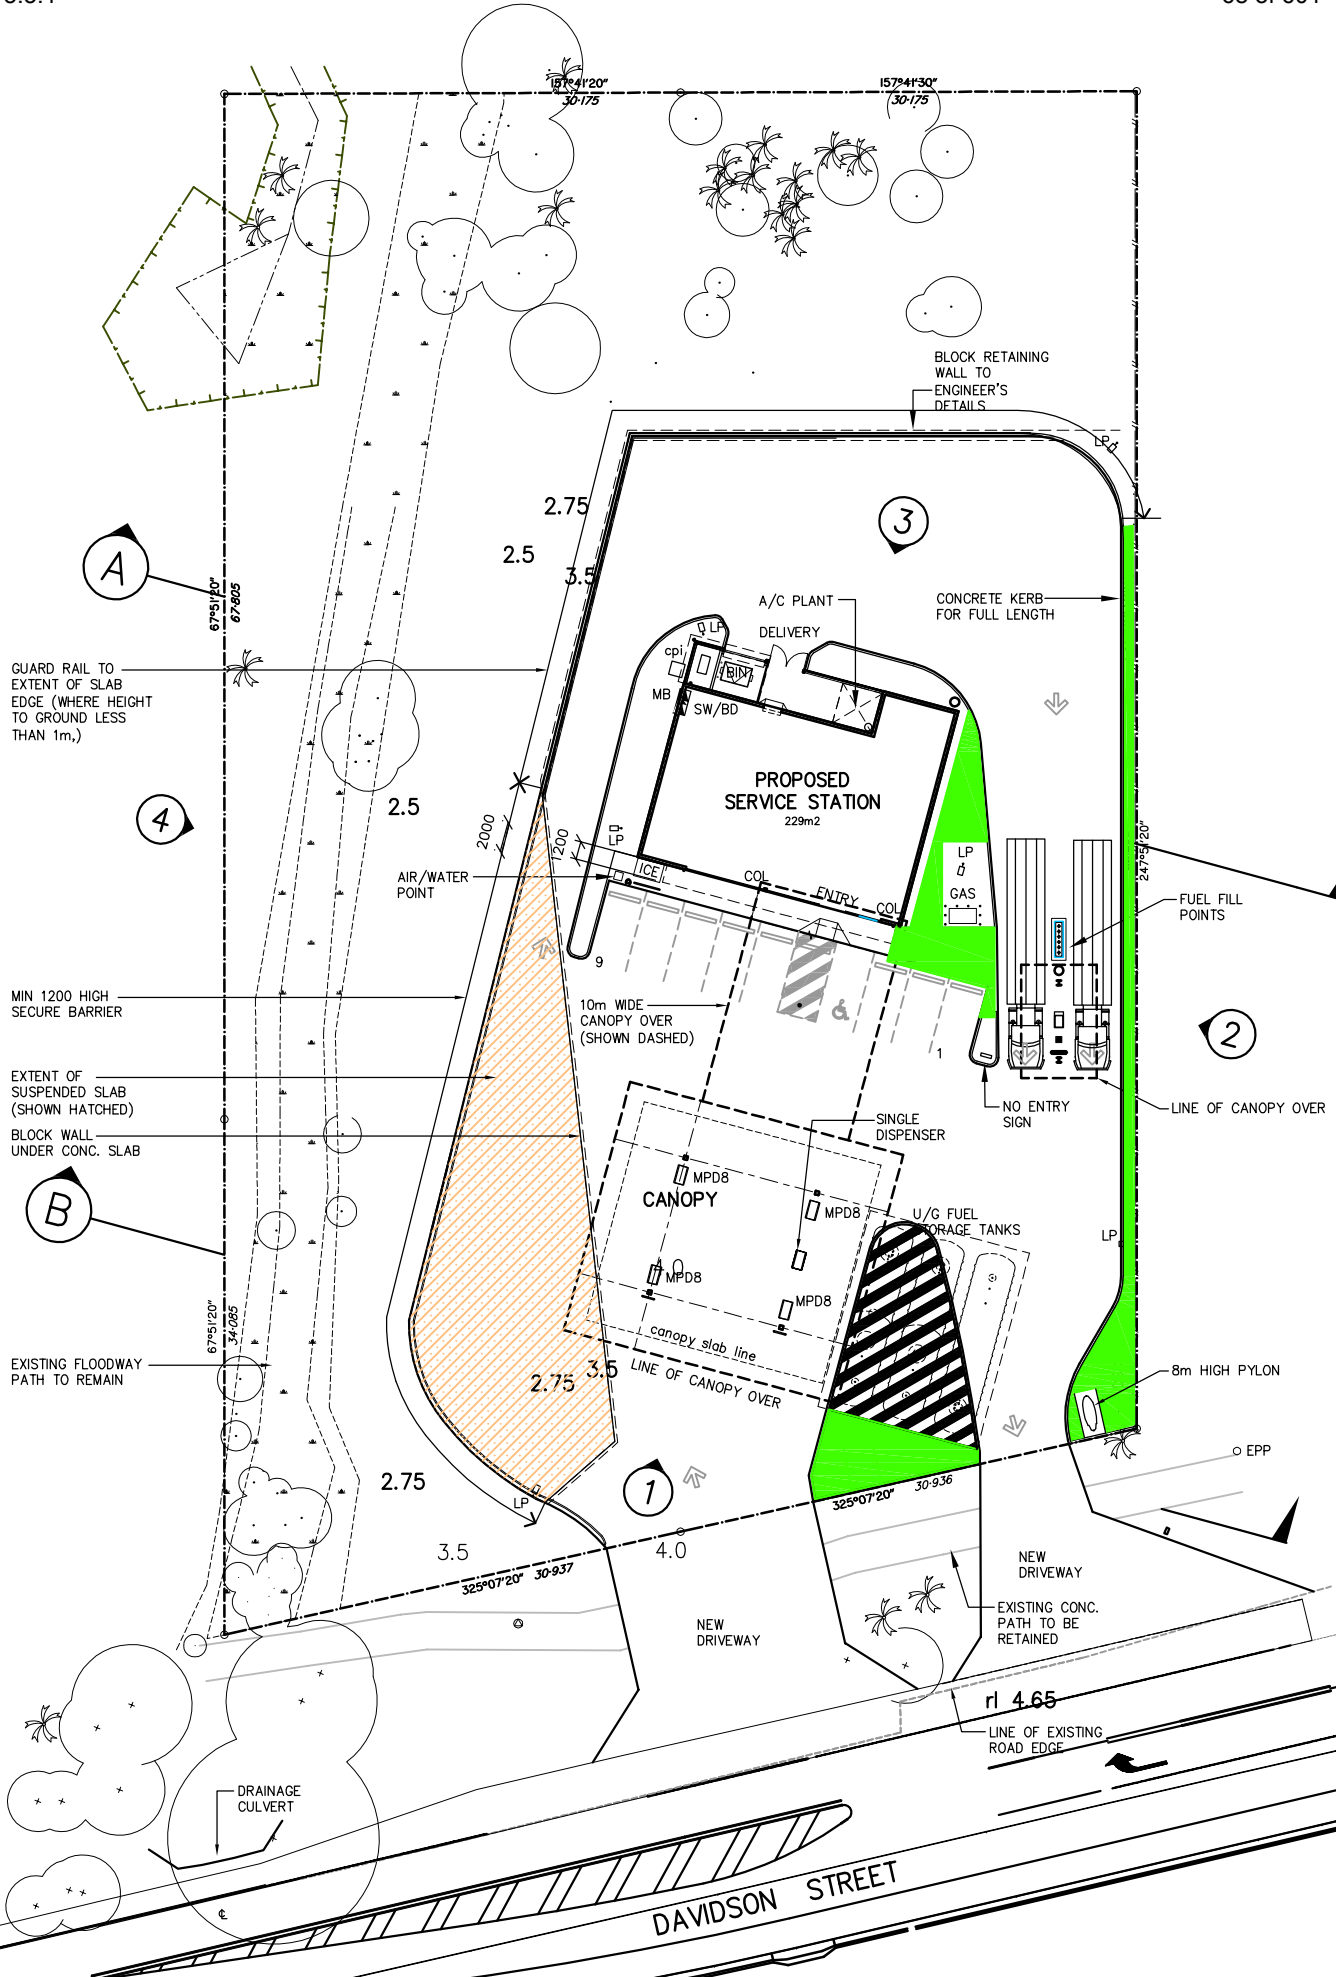 157°41'20"
30·175
157°41'30"
30·175
BLOCK RETAINING
WALL TO
ENGINEER'S
DETAILS
LP
2.75
3
2.5
3.5
A
67°51'20"
67·805
A/C PLANT
CONCRETE KERB
FOR FULL LENGTH
DELIVERY
LP
cpi
BIN
MB
SW/BD
GUARD RAIL TO
EXTENT OF SLAB
EDGE (WHERE HEIGHT
TO GROUND LESS
THAN 1m,)
PROPOSED
SERVICE STATION
229m2
4
2.5
2000
1200
LP
247°51'20"
LP
GAS
ICE
COL
ENTRY
COL
AIR/WATER
POINT
FUEL FILL
POINTS
9
MIN 1200 HIGH
SECURE BARRIER
10m WIDE
CANOPY OVER
(SHOWN DASHED)
2
1
EXTENT OF
SUSPENDED SLAB
(SHOWN HATCHED)
NO ENTRY
SIGN
LINE OF CANOPY OVER
SINGLE
DISPENSER
BLOCK WALL
UNDER CONC. SLAB
MPD8
CANOPY
MPD8
B
U/G FUEL
STORAGE TANKS
LP
4.0
MPD8
MPD8
67°51'20"
34·085
canopy slab line
EXISTING FLOODWAY
PATH TO REMAIN
3.5
2.75
LINE OF CANOPY OVER
8m HIGH PYLON
EPP
2.75
1
LP
325°07'20"
30·936
3.5
4.0
325°07'20"
30·937
NEW
DRIVEWAY
NEW
DRIVEWAY
EXISTING CONC.
PATH TO BE
RETAINED
rl 4.65
LINE OF EXISTING
ROAD EDGE
DRAINAGE
CULVERT
DAVIDSON STREET